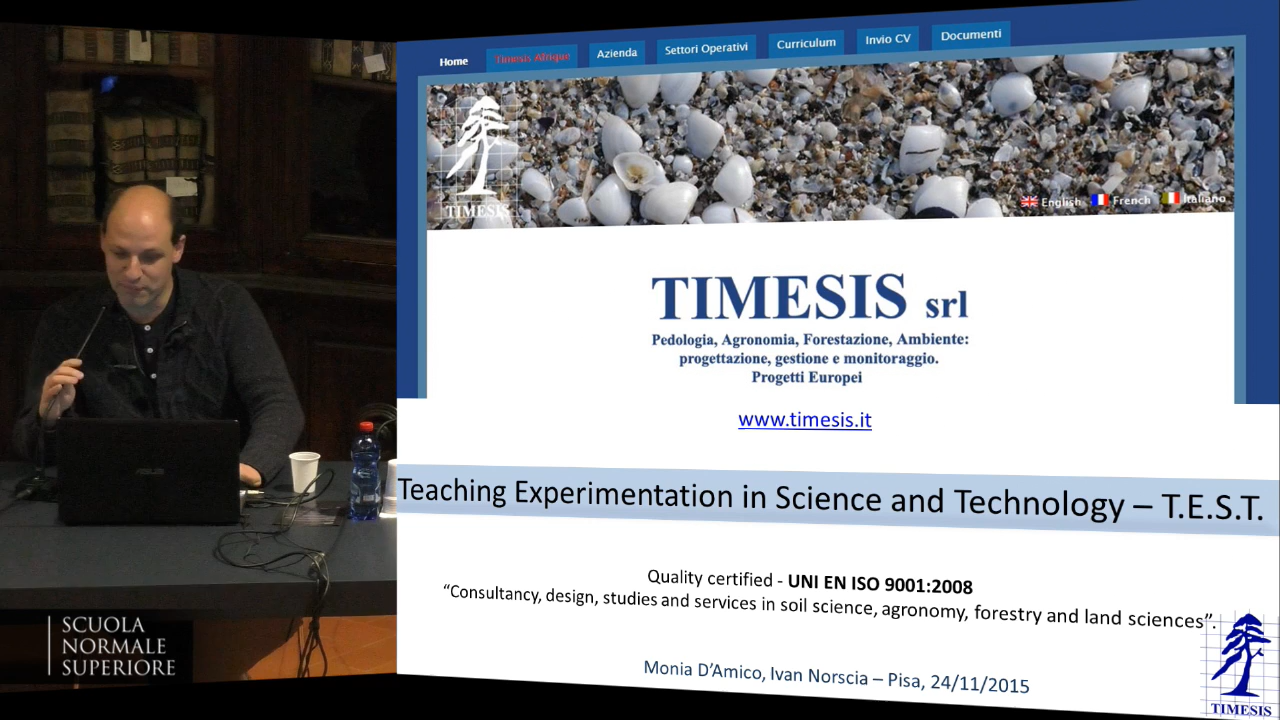 Home Timesis Afrique Azienda Settori Operativi Curriculum Invio CV Documenti
TIMESIS
English French Italiano
TIMESIS srl
Pedologia, Agronomia, Forestazione, Ambiente:
progettazione, gestione e monitoraggio.
Progetti Europei
www.timesis.it
Teaching Experimentation in Science and Technology – T.E.S.T.
Quality certified - UNI EN ISO 9001:2008
“Consultancy, design, studies and services in soil science, agronomy, forestry and land sciences”.
Monia D’Amico, Ivan Norscia – Pisa, 24/11/2015
TIMESIS
SCUOLA
NORMALE
SUPERIORE